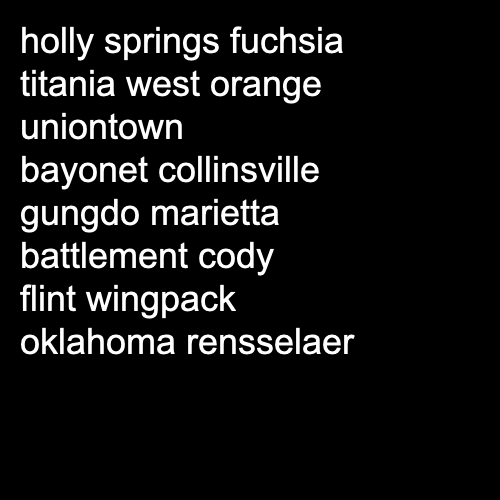 holly springs fuchsia
titania west orange
uniontown
bayonet collinsville
gungdo marietta
battlement cody
flint wingpack
oklahoma rensselaer